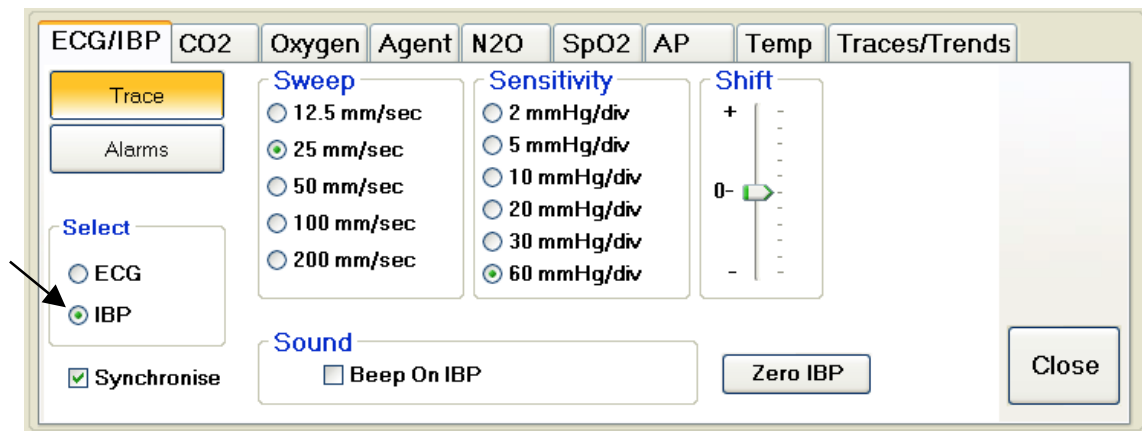 ECG/IBP CO2 Oxygen Agent N2O SpO2 AP Temp Traces/Trends
Trace
Alarms
Select
ECG
IBP
Synchronise
Sweep
12.5 mm/sec
25 mm/sec
50 mm/sec
100 mm/sec
200 mm/sec
Sensitivity
2 mmHg/div
5 mmHg/div
10 mmHg/div
20 mmHg/div
30 mmHg/div
60 mmHg/div
Shift
+
0-
-
Sound
Beep On IBP
Zero IBP
Close